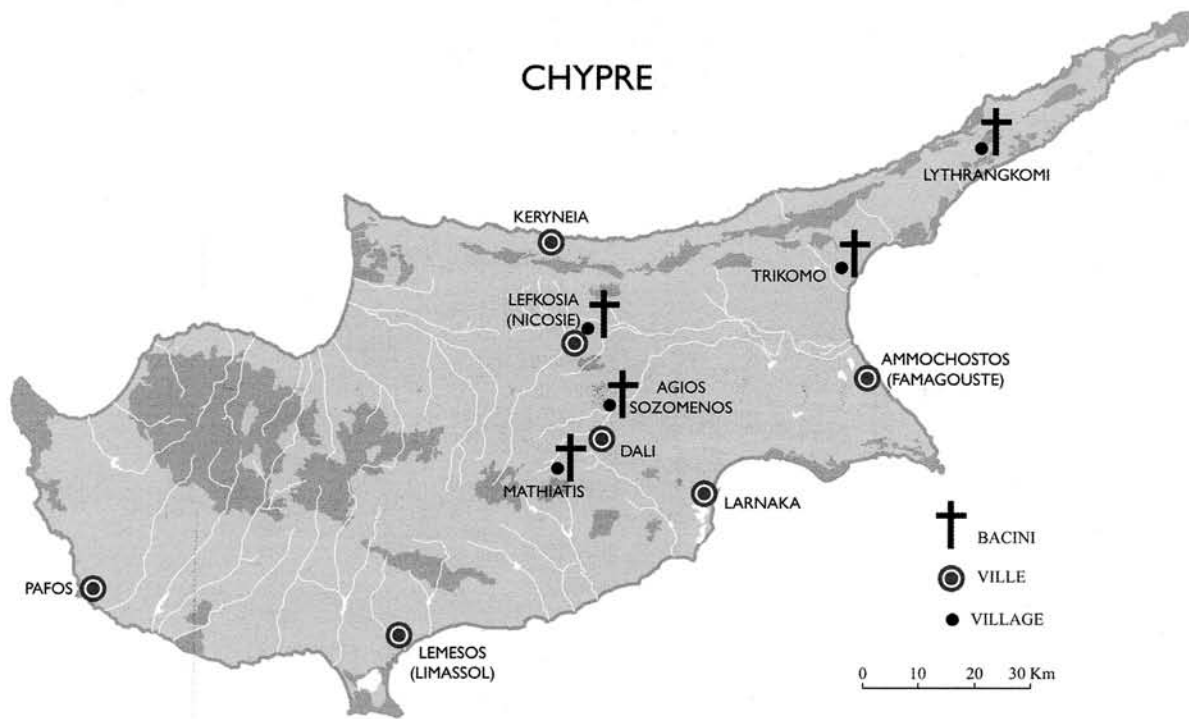 CHYPRE
LYTHRANGKOMI
KERYNEIA
TRIKOMO
LEFKOSIA
(NICOSIE)
AMMOCHOSTOS
(FAMAGOUSTE)
AGIOS
SOZOMENOS
DALI
MATHIATIS
LARNAKA
BACINI
PAFOS
VILLE
VILLAGE
LEMESOS
(LIMASSOL)
0 10 20 30 Km